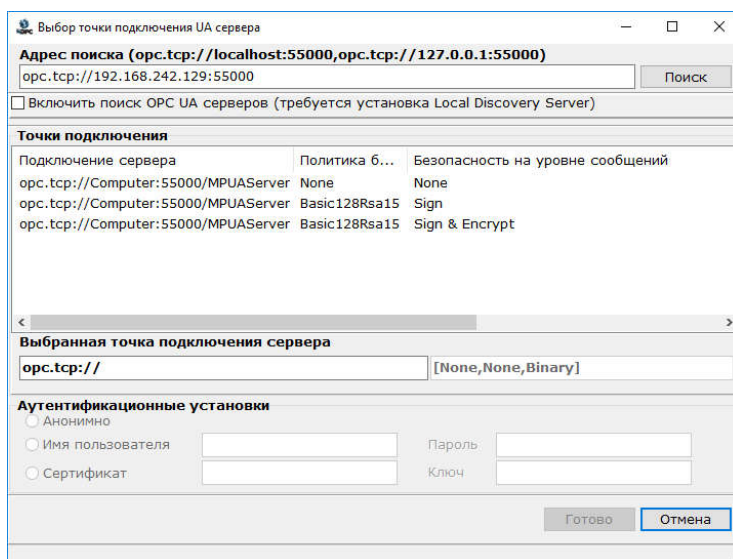 Выбор точки подключения UA сервера
Адрес поиска (opc.tcp://localhost:55000,opc.tcp://127.0.0.1:55000)
opc.tcp://192.168.242.129:55000 Поиск
Включить поиск OPC UA серверов (требуется установка Local Discovery Server)
Точки подключения
Подключение сервера Политика б... Безопасность на уровне сообщений
opc.tcp://Computer:55000/MPUAServer None None
opc.tcp://Computer:55000/MPUAServer Basic128Rsa15 Sign
opc.tcp://Computer:55000/MPUAServer Basic128Rsa15 Sign & Encrypt
Выбранная точка подключения сервера
opc.tcp:// [None,None,Binary]
Аутентификационные установки
Анонимно
Имя пользователя Пароль
Сертификат Ключ
Готово Отмена